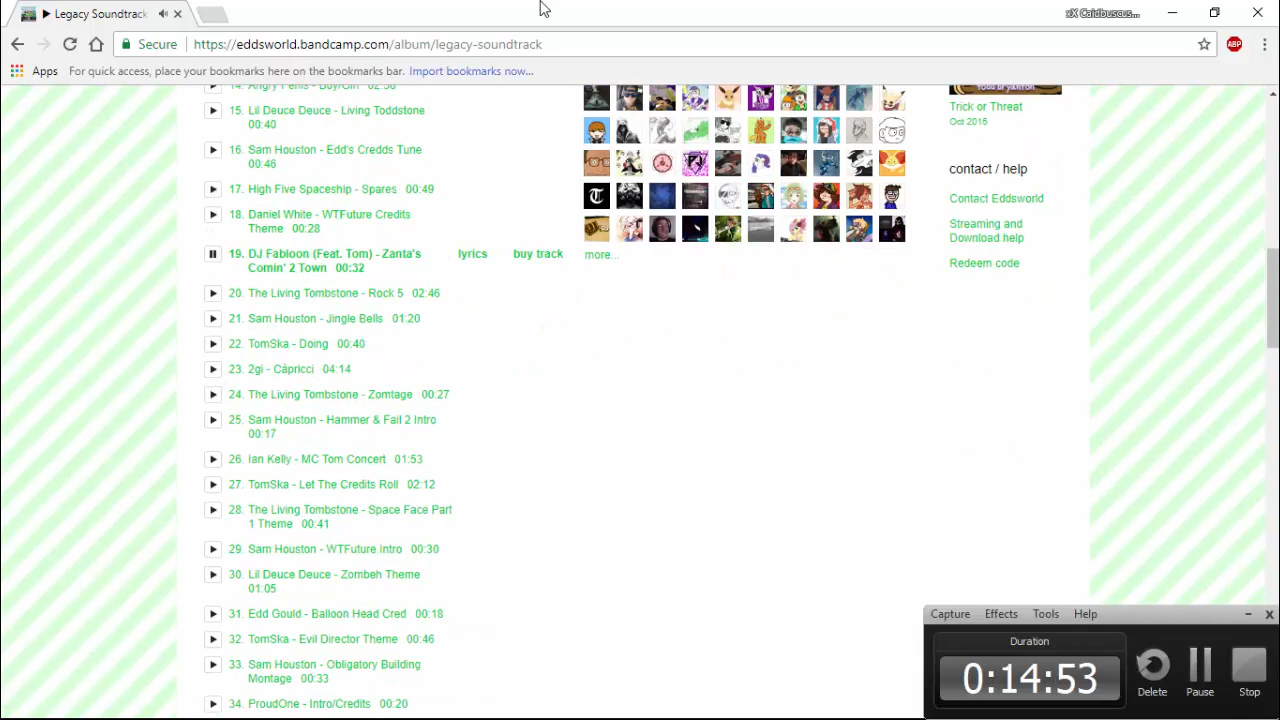 Legacy Soundtrack
xX Caidbuscus...
Secure
https://eddsworld.bandcamp.com/album/legacy-soundtrack
ABP
Apps
For quick access, place your bookmarks here on the bookmarks bar. Import bookmarks now...
14. Angry Penis - Boy/Girl 02:58
15. Lil Deuce Deuce - Living Toddstone
00:40
16. Sam Houston - Edd's Credds Tune
00:46
17. High Five Spaceship - Spares 00:49
18. Daniel White - WTFuture Credits
Theme 00:28
19. DJ Fabloon (Feat. Tom) - Zanta's
Comin' 2 Town 00:32
lyrics
buy track
20. The Living Tombstone - Rock 5 02:46
21. Sam Houston - Jingle Bells 01:20
22. TomSka - Doing 00:40
23. 2gi - Cápricci 04:14
24. The Living Tombstone - Zomtage 00:27
25. Sam Houston - Hammer & Fail 2 Intro
00:17
26. Ian Kelly - MC Tom Concert 01:53
27. TomSka - Let The Credits Roll 02:12
28. The Living Tombstone - Space Face Part
1 Theme 00:41
29. Sam Houston - WTFuture Intro 00:30
30. Lil Deuce Deuce - Zombeh Theme
01:05
31. Edd Gould - Balloon Head Cred 00:18
32. TomSka - Evil Director Theme 00:46
33. Sam Houston - Obligatory Building
Montage 00:33
34. ProudOne - Intro/Credits 00:20
more...
Trick or Threat
Oct 2015
contact / help
Contact Eddsworld
Streaming and
Download help
Redeem code
Capture Effects Tools Help
Duration
0:14:53
Delete
Pause
Stop